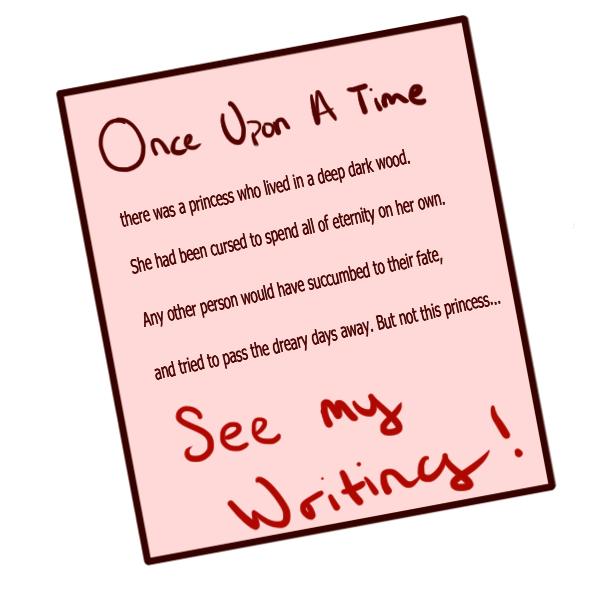 Once Upon A Time
there was a princess who lived in a deep dark wood.
She had been cursed to spend all of eternity on her own.
Any other person would have succumbed to their fate,
and tried to pass the dreary days away. But not this princess...
See my
Writing!